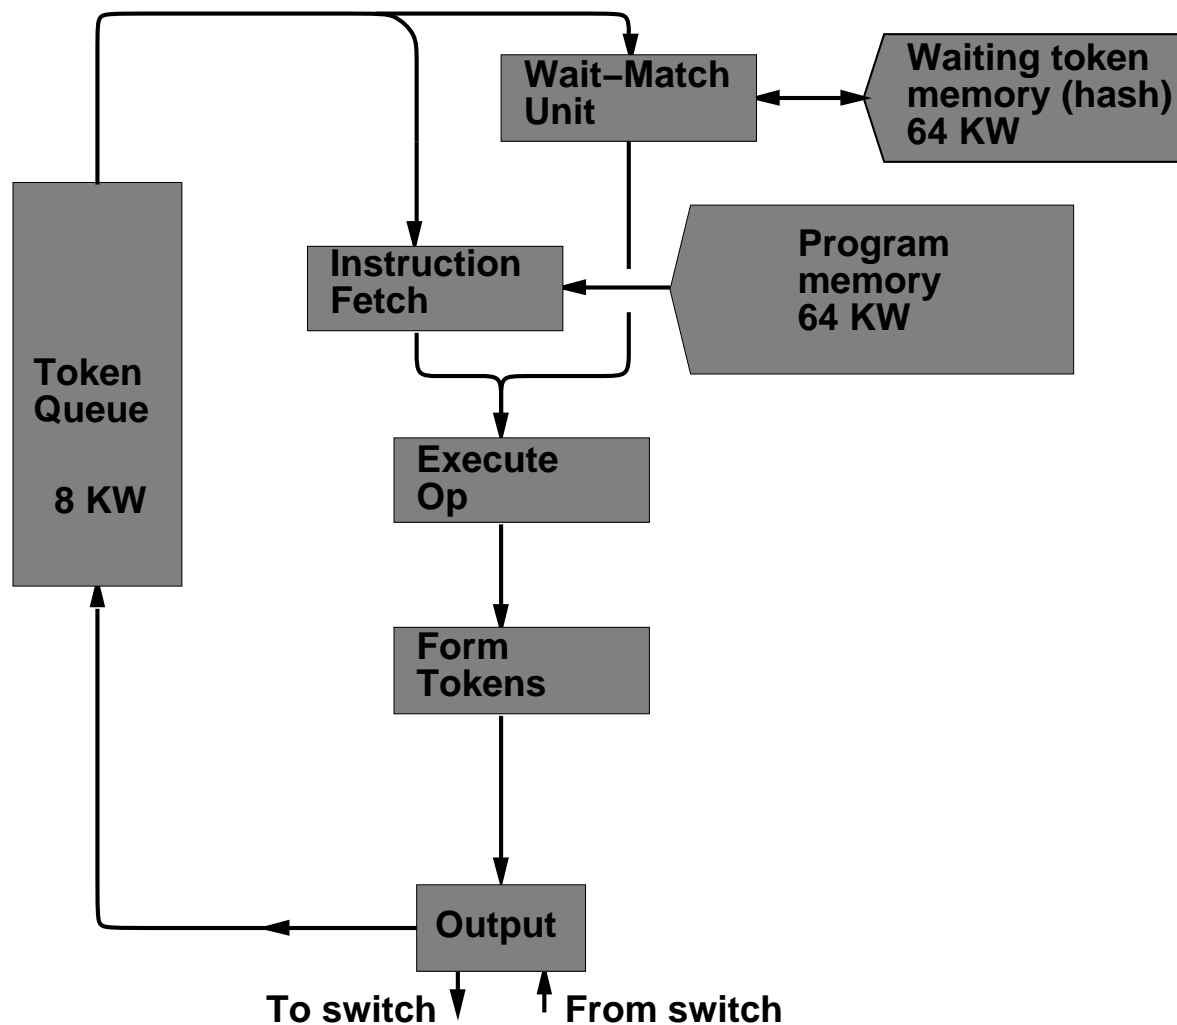 Wait−Match
Unit
Waiting token
memory (hash)
64 KW
Instruction
Fetch
Program
memory
64 KW
Token
Queue
8 KW
Execute
Op
Form
Tokens
Output
To switch
From switch